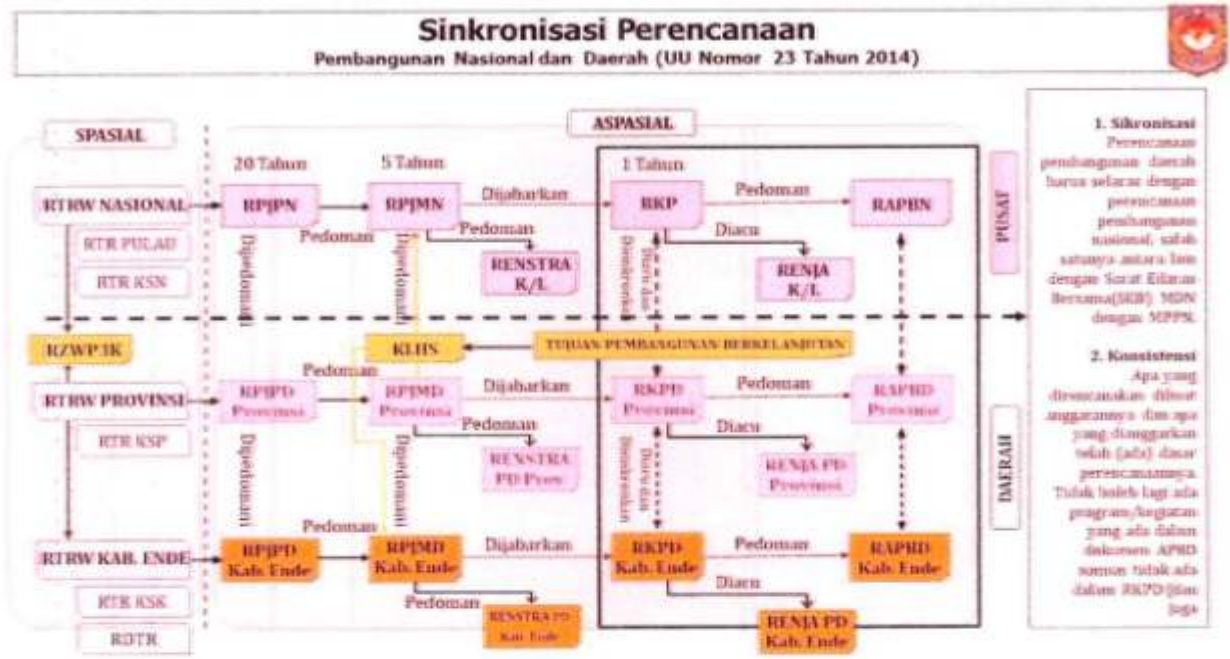 Sinkronisasi Perencanaan
Pembangunan Nasional dan Daerah (UU Nomor 23 Tahun 2014)
SPASIAL
ASPASIAL
20 Tahun
5 Tahun
1 Tahun
RTRW NASIONAL
RPJPN
Pedoman
RPJMN
Dijabarkan
RKP
Pedoman
RAPBN
RTR PULAU
RTR KSN
Pedoman
RENSTRA
K/L
Diacu
RENJA
K/L
Dipedomani
Dipedomani
Diacu dan
PUSAT
RZWP3K
KLHS
TUJUAN PEMBANGUNAN BERKELANJUTAN
RTRW PROVINSI
RPJPD
Provinsi
Pedoman
RPJMD
Provinsi
Dijabarkan
RKPD
Provinsi
Pedoman
RAPBD
Provinsi
RTR KSP
Pedoman
RENSTRA
PD Prov
Diacu
RENJA PD
Provinsi
Dipedomani
Dipedomani
Diacu dan
DAERAH
RTRW KAB. ENDE
RPJPD
Kab. Ende
Pedoman
RPJMD
Kab. Ende
Dijabarkan
RKPD
Kab. Ende
Pedoman
RAPBD
Kab. Ende
RTR KSK
RDTR
Pedoman
RENSTRA PD
Kab. Ende
Diacu
RENJA PD
Kab. Ende
1. Sikronisasi
Perencanaan
pembangunan daerah
harus selaras dengan
perencanaan
pembangunan
nasional, salah
satunya antara lain
dengan Surat Edaran
Bersama(SEB) MDN
dengan MPPN.
2. Konsistensi
Apa yang
direncanakan dibuat
anggarannya dan apa
yang dianggarkan
telah (ada) dasar
perencanaannya.
Tidak boleh lagi ada
program/kegiatan
yang ada dalam
dokumen APBD
namun tidak ada
dalam RKPD (dan
juga